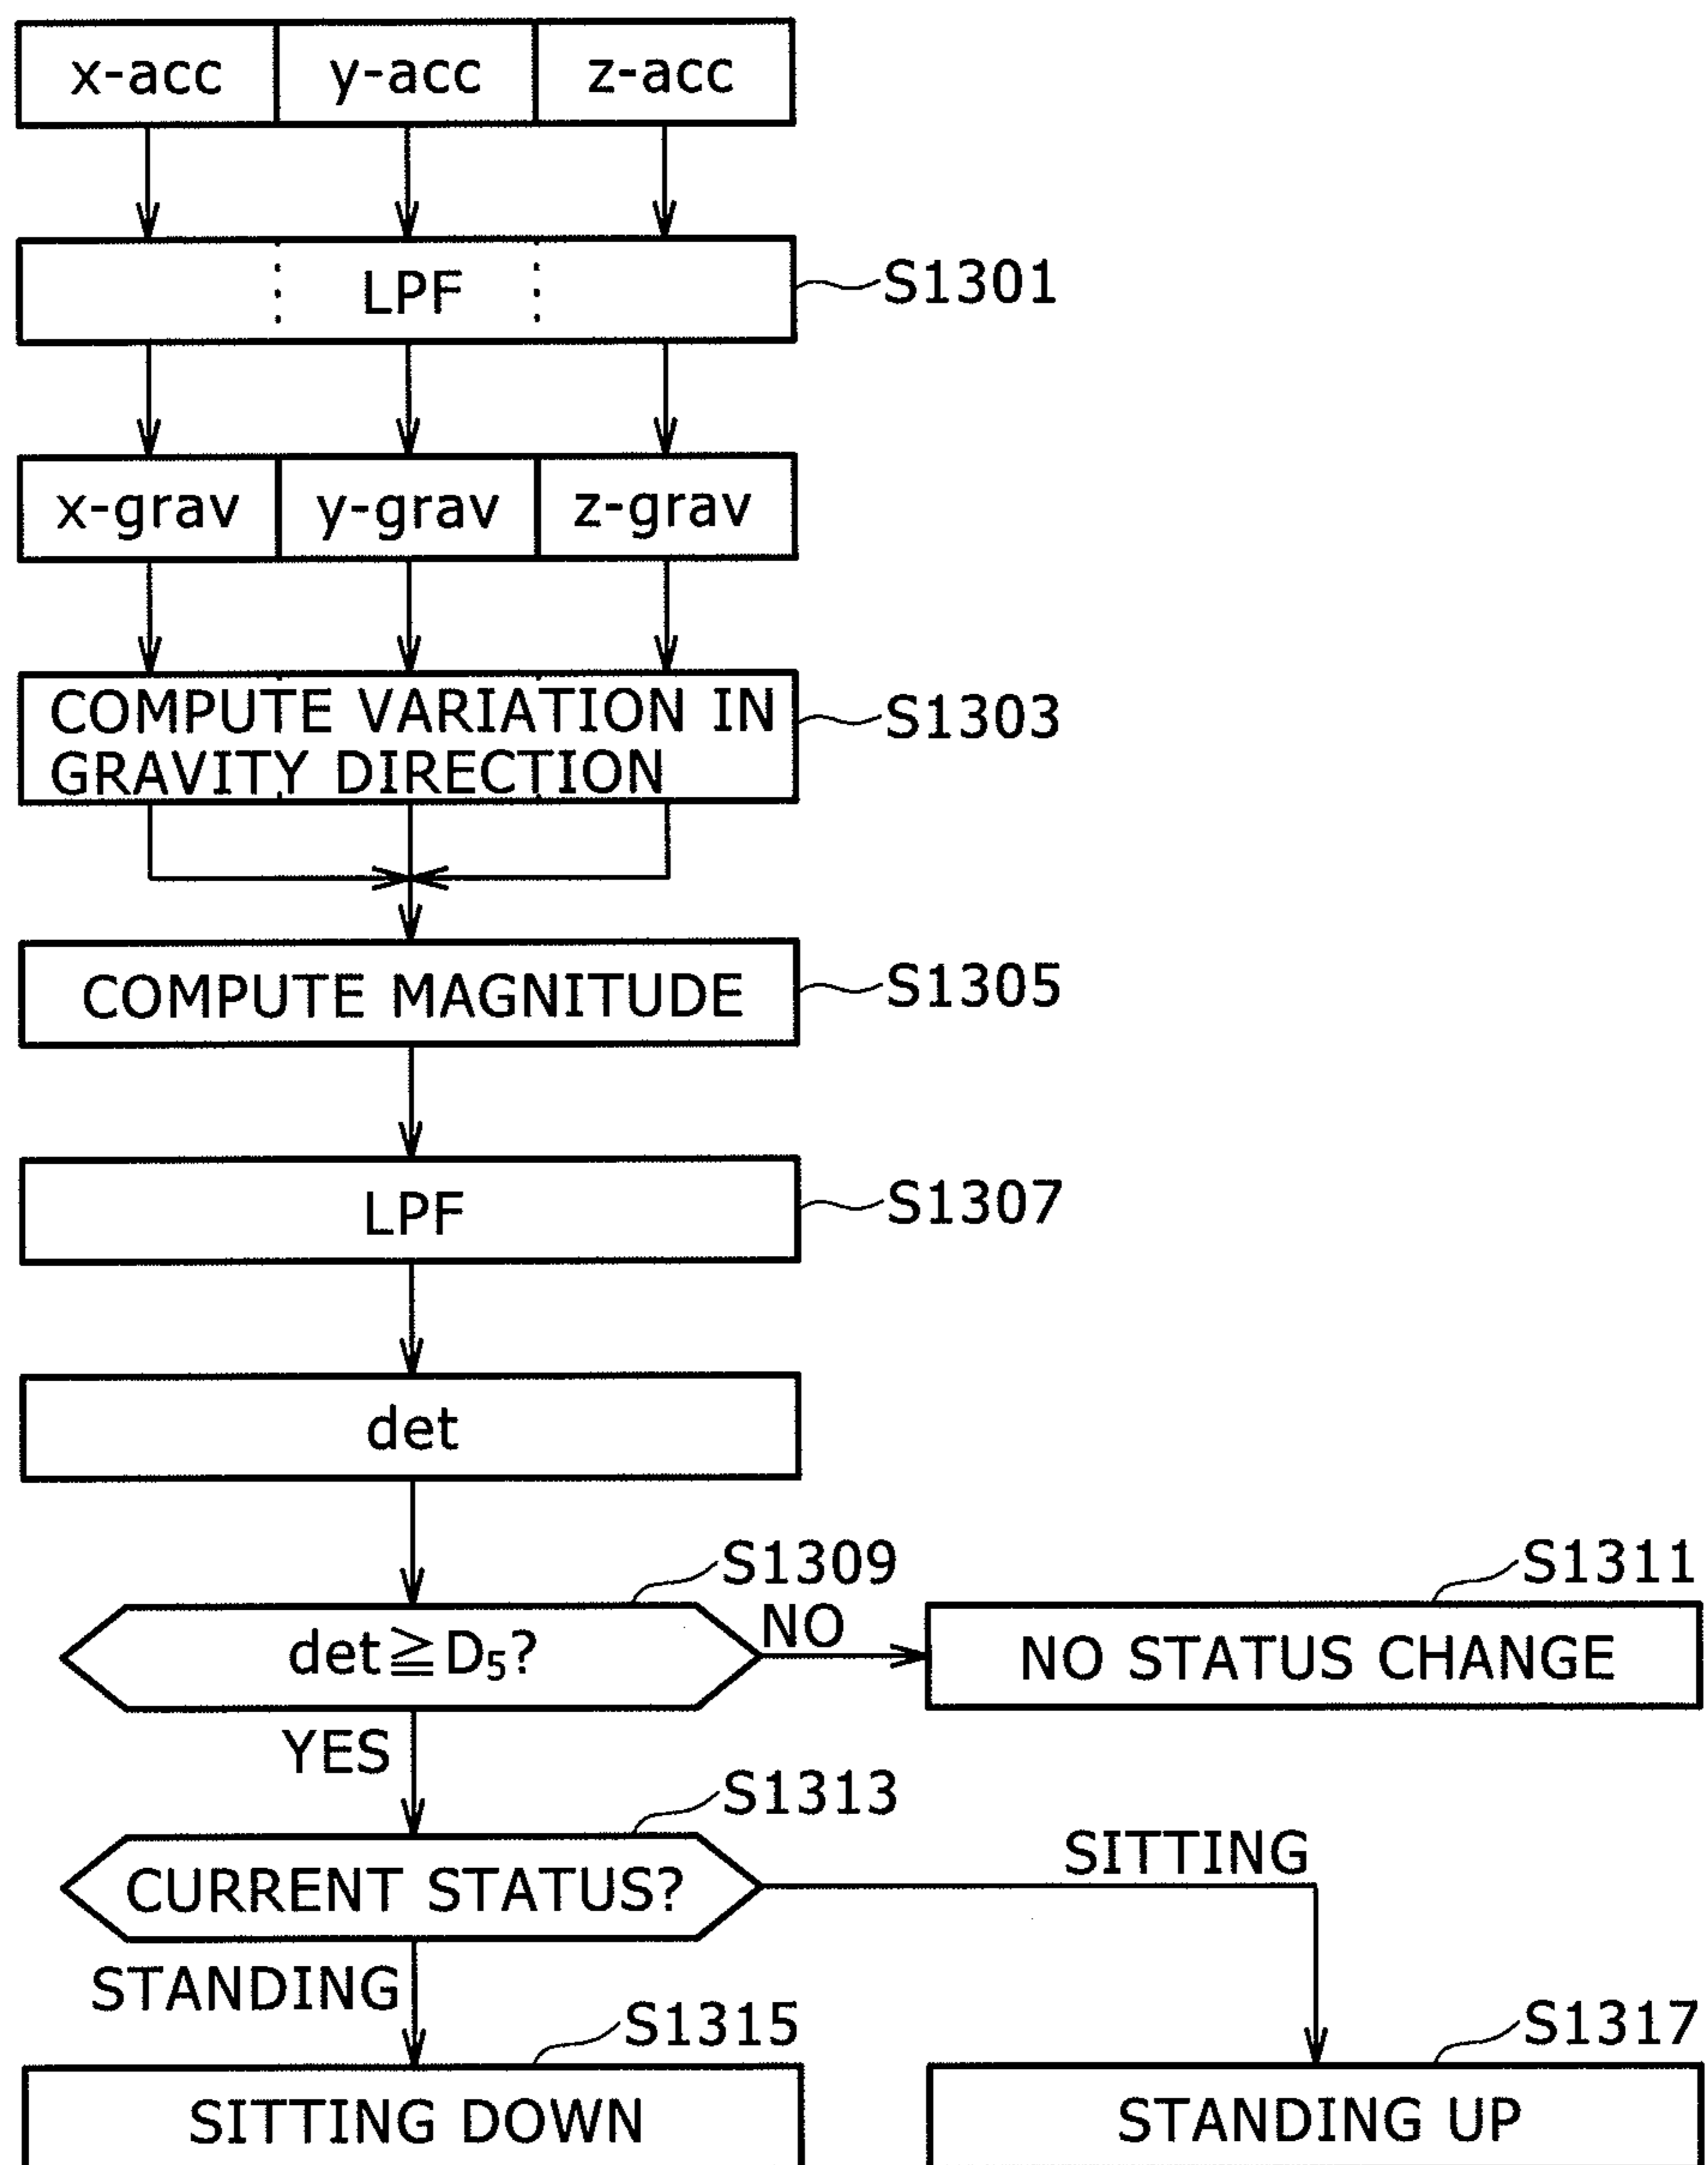 x-acc y-acc z-acc
LPF S1301
x-grav y-grav z-grav
COMPUTE VARIATION IN
GRAVITY DIRECTION
S1303
COMPUTE MAGNITUDE S1305
LPF S1307
det
S1309
det≧D₅?
NO
S1311
NO STATUS CHANGE
YES
S1313
CURRENT STATUS?
SITTING
STANDING
S1315
SITTING DOWN
S1317
STANDING UP